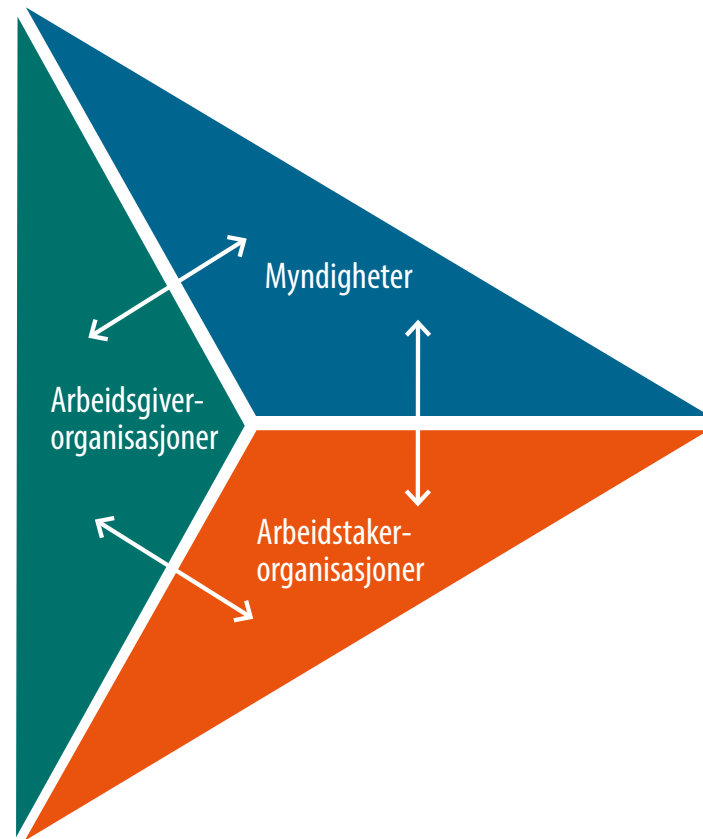 Myndigheter
Arbeidsgiver-
organisasjoner
Arbeidstaker-
organisasjoner